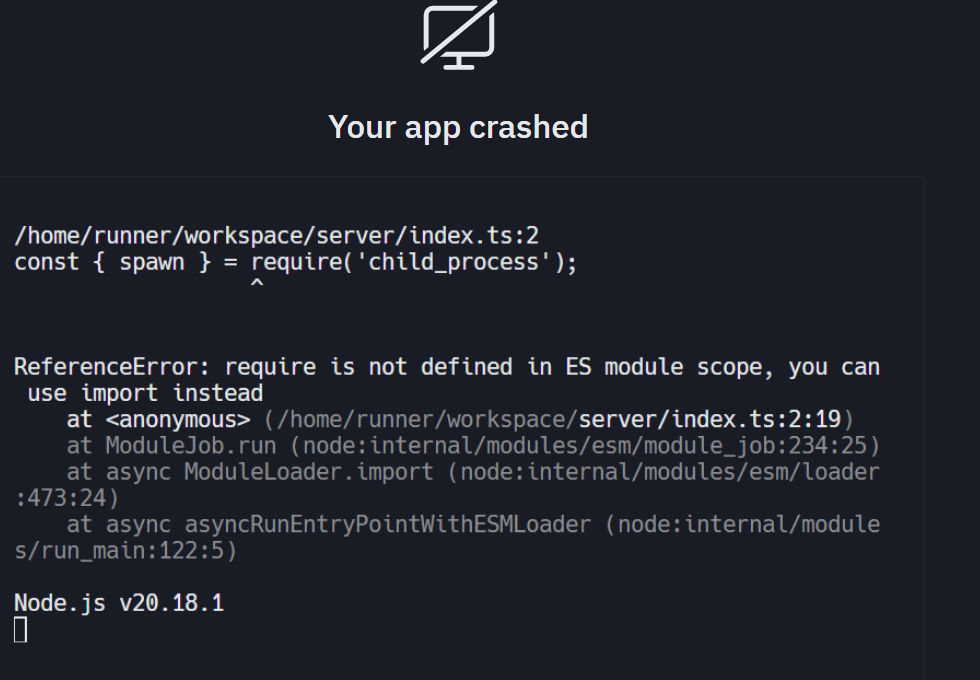 Your app crashed
/home/runner/workspace/server/index.ts:2
const { spawn } = require('child_process');
^
ReferenceError: require is not defined in ES module scope, you can
use import instead
at <anonymous> (/home/runner/workspace/server/index.ts:2:19)
at ModuleJob.run (node:internal/modules/esm/module_job:234:25)
at async ModuleLoader.import (node:internal/modules/esm/loader
:473:24)
at async asyncRunEntryPointWithESMLoader (node:internal/module
s/run_main:122:5)
Node.js v20.18.1